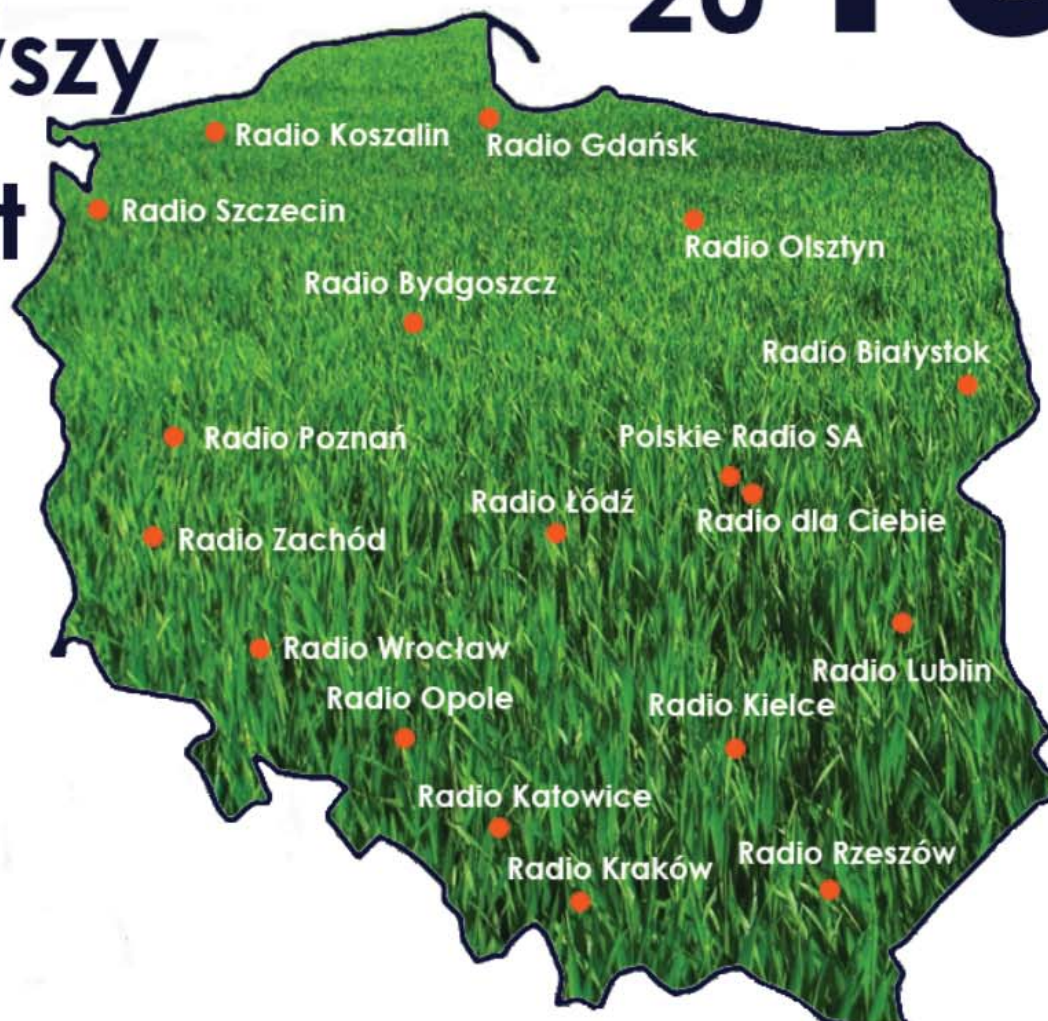 20
Radio Koszalin
Radio Gdańsk
Radio Szczecin
Radio Olsztyn
Radio Bydgoszcz
Radio Białystok
Radio Poznań
Polskie Radio SA
Radio Łódź
Radio dla Ciebie
Radio Zachód
Radio Wrocław
Radio Lublin
Radio Opole
Radio Kielce
Radio Katowice
Radio Kraków
Radio Rzeszów